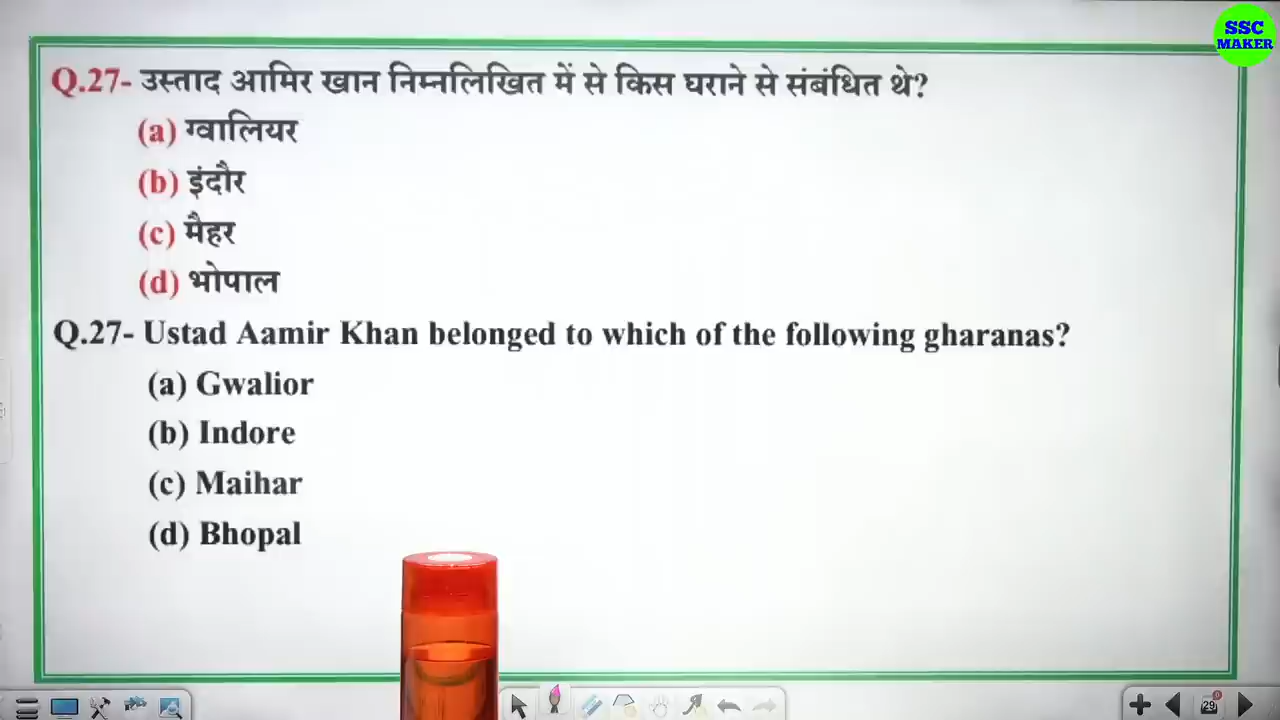 SSC
MAKER
Q.27- उस्ताद आमिर खान निम्नलिखित में से किस घराने से संबंधित थे?
(a) ग्वालियर
(b) इंदौर
(c) मैहर
(d) भोपाल
Q.27- Ustad Aamir Khan belonged to which of the following gharanas?
(a) Gwalior
(b) Indore
(c) Maihar
(d) Bhopal
29